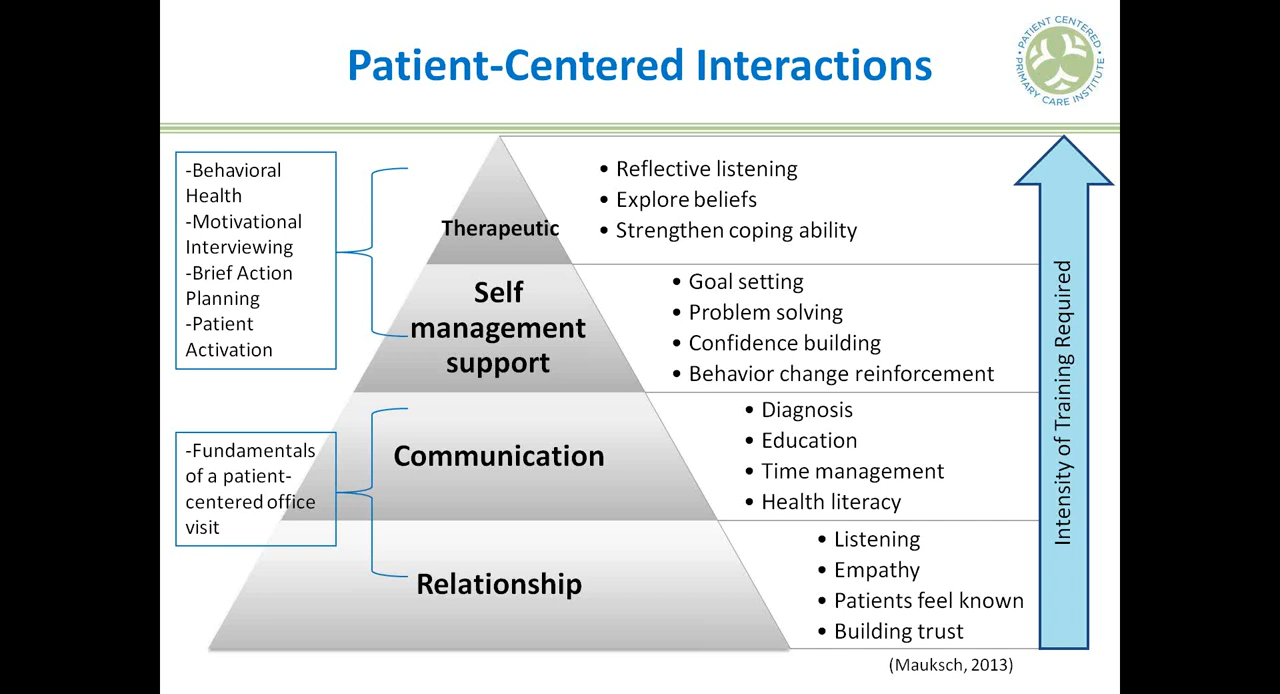 Patient-Centered Interactions
PATIENT CENTERED
PRIMARY CARE INSTITUTE
-Behavioral
Health
-Motivational
Interviewing
-Brief Action
Planning
-Patient
Activation
-Fundamentals
of a patient-
centered office
visit
Therapeutic
• Reflective listening
• Explore beliefs
• Strengthen coping ability
Self
management
support
• Goal setting
• Problem solving
• Confidence building
• Behavior change reinforcement
Communication
• Diagnosis
• Education
• Time management
• Health literacy
Relationship
• Listening
• Empathy
• Patients feel known
• Building trust
Intensity of Training Required
(Mauksch, 2013)